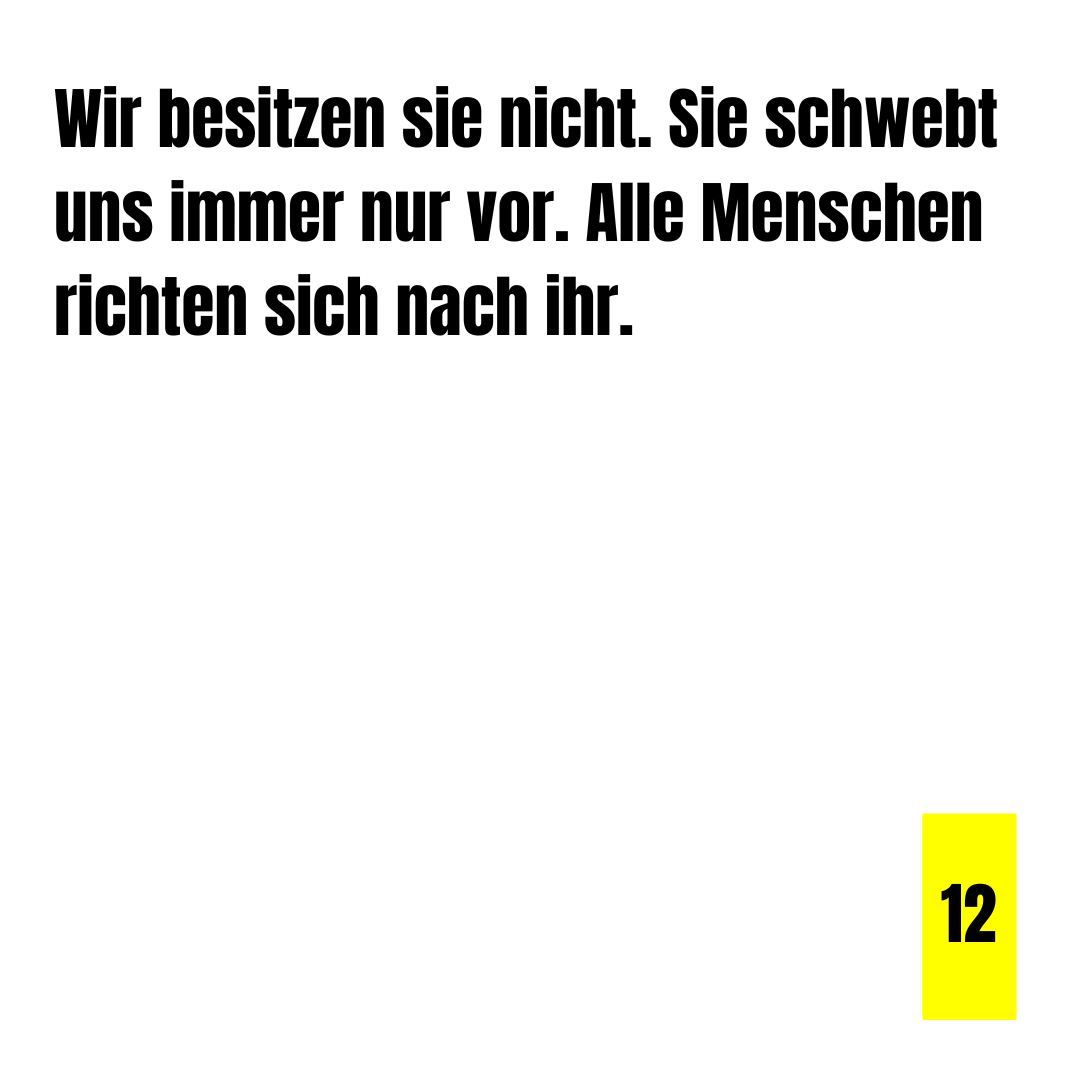 Wir besitzen sie nicht. Sie schwebt
uns immer nur vor. Alle Menschen
richten sich nach ihr.
12